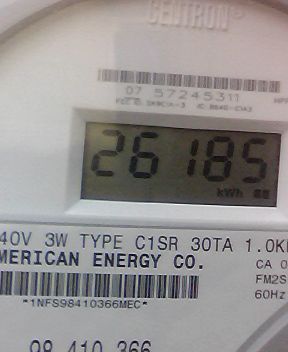 CENTRON®
07 57245311
26185
kWh
40V 3W TYPE C1SR 30TA 1.0K
MERICAN ENERGY CO.
CA 0
FM2S
*1NFS98410366MEC*
60Hz
98 410 366